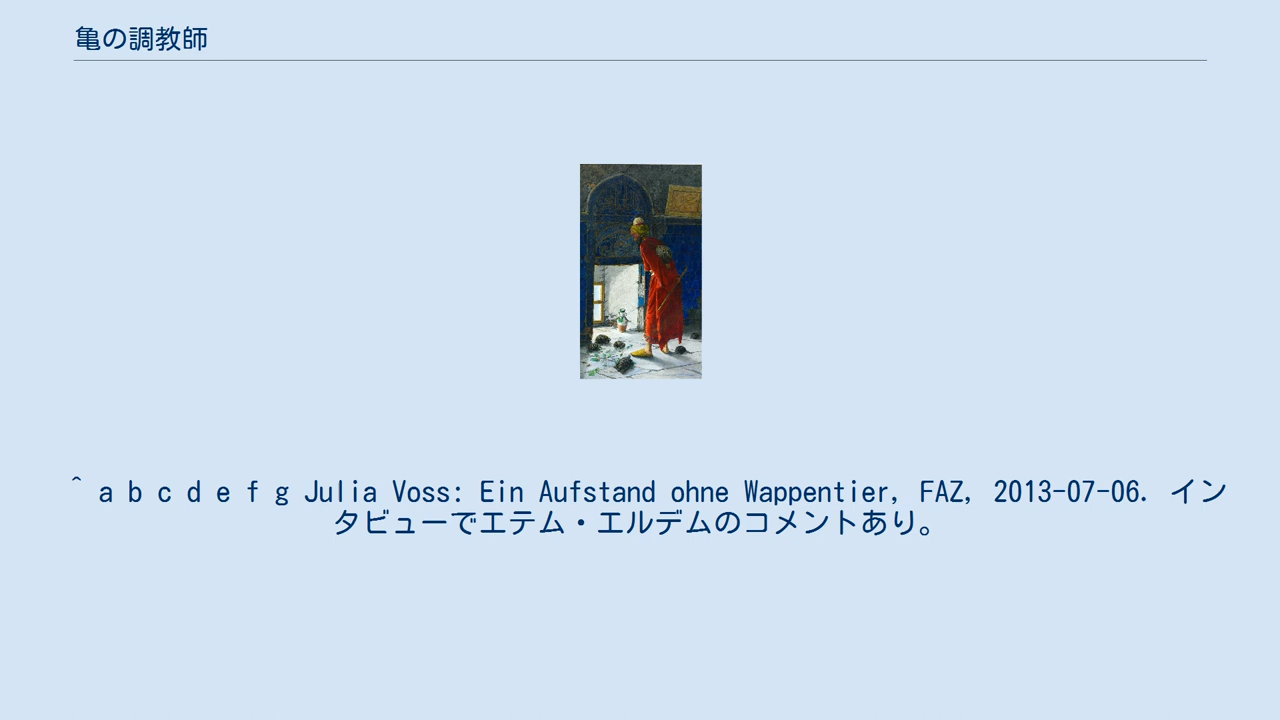 亀の調教師
^ a b c d e f g Julia Voss: Ein Aufstand ohne Wappentier, FAZ, 2013-07-06. イン
タビューでエテム・エルデムのコメントあり。